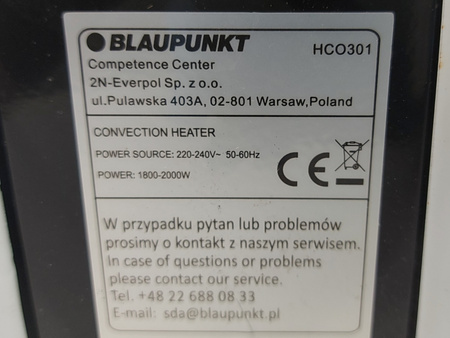 BLAUPUNKT HCO301
Competence Center
2N-Everpol Sp. z o.o.
ul.Pulawska 403A, 02-801 Warsaw,Poland
CONVECTION HEATER
POWER SOURCE: 220-240V~ 50-60Hz
POWER: 1800-2000W
CE
W przypadku pytan lub problemów
prosimy o kontakt z naszym serwisem.
In case of questions or problems
please contact our service.
Tel. +48 22 688 08 33
E-mail: sda@blaupunkt.pl